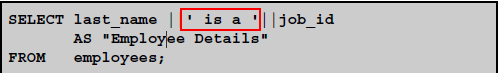 SELECT last_name | ' is a '||job_id
AS "Employee Details"
FROM employees;